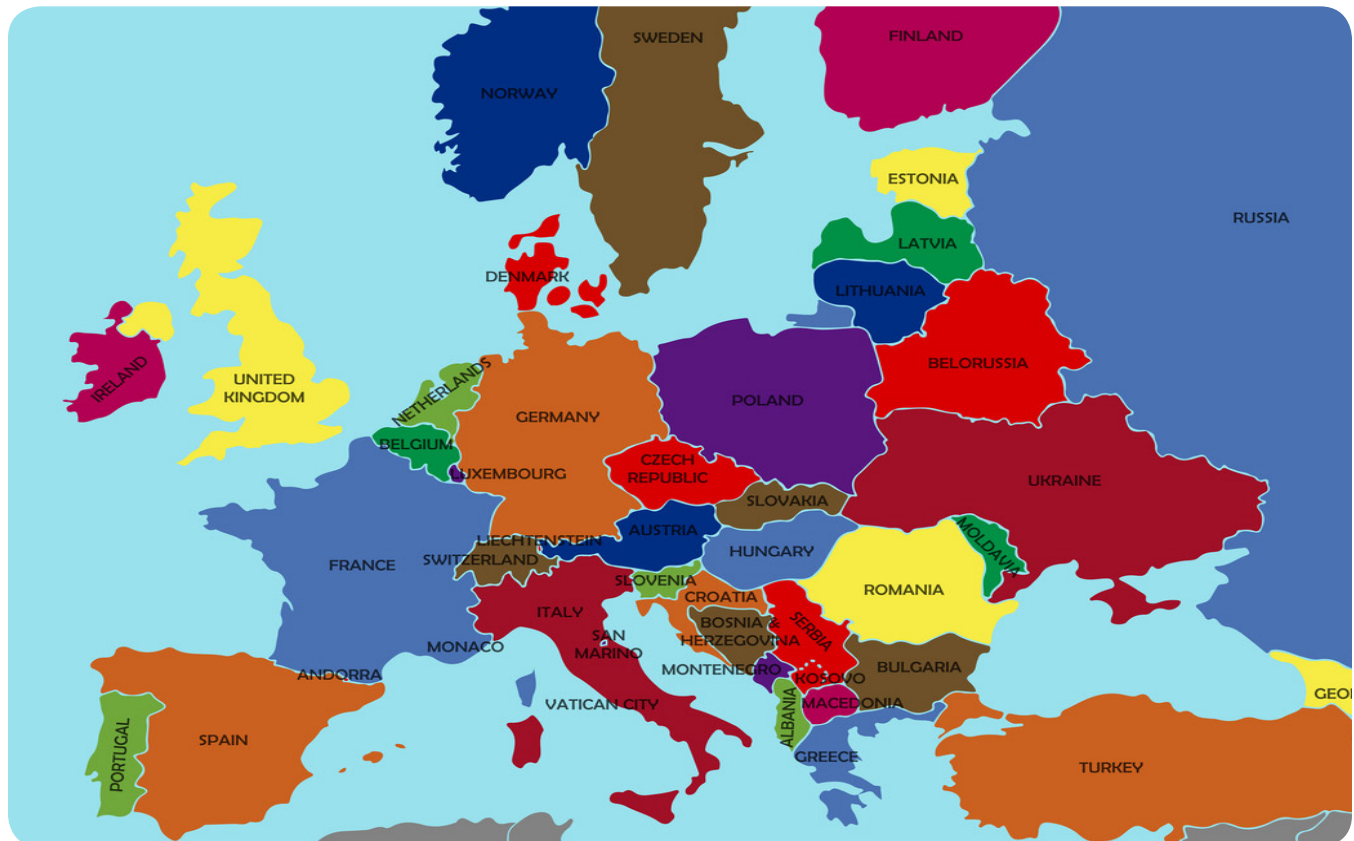 SWEDEN
FINLAND
NORWAY
ESTONIA
RUSSIA
LATVIA
DENMARK
LITHUANIA
IRELAND
UNITED
KINGDOM
NETHERLANDS
BELORUSSIA
GERMANY
POLAND
BELGIUM
LUXEMBOURG
CZECH
REPUBLIC
UKRAINE
SLOVAKIA
AUSTRIA
LIECHTENSTEIN
SWITZERLAND
HUNGARY
MOLDAVIA
FRANCE
SLOVENIA
CROATIA
ROMANIA
ITALY
BOSNIA &
HERZEGOVINA
SERBIA
SAN
MARINO
MONACO
ANDORRA
MONTENEGRO
KOSOVO
BULGARIA
VATICAN CITY
ALBANIA
MACEDONIA
GEO
PORTUGAL
SPAIN
GREECE
TURKEY